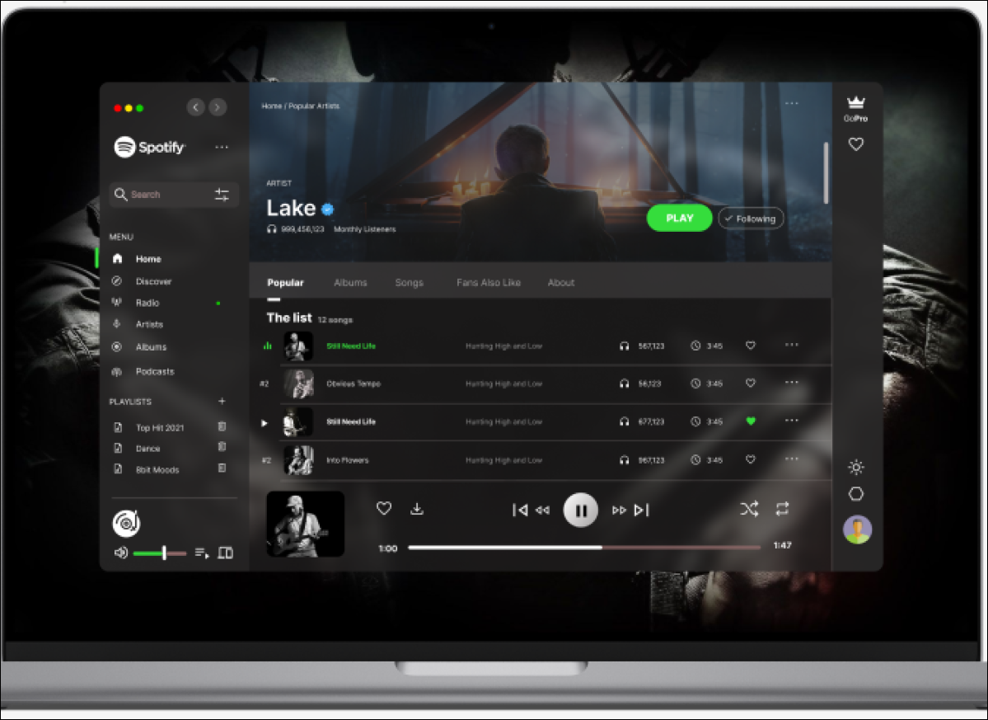 Spotify
Search
MENU
Home
Discover
Radio
Artists
Albums
Podcasts
PLAYLISTS +
Top Hit 2021
Dance
8bit Moods
Home / Popular Artists
ARTIST
Lake
999,456,123 Monthly Listeners
PLAY
Following
GoPro
Popular Albums Songs Fans Also Like About
The list 12 songs
Still Need Life Hunting High and Low 567,123 3:45
#2 Obvious Tempo Hunting High and Low 56,123 3:45
Still Need Life Hunting High and Low 677,123 3:45
#2 Into Flowers Hunting High and Low 967,123 3:45
1:00 1:47